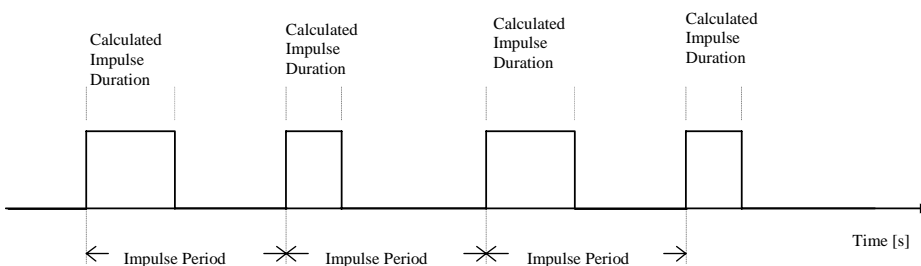 Calculated
Impulse
Duration
Calculated
Impulse
Duration
Calculated
Impulse
Duration
Calculated
Impulse
Duration
Time [s]
Impulse Period
Impulse Period
Impulse Period